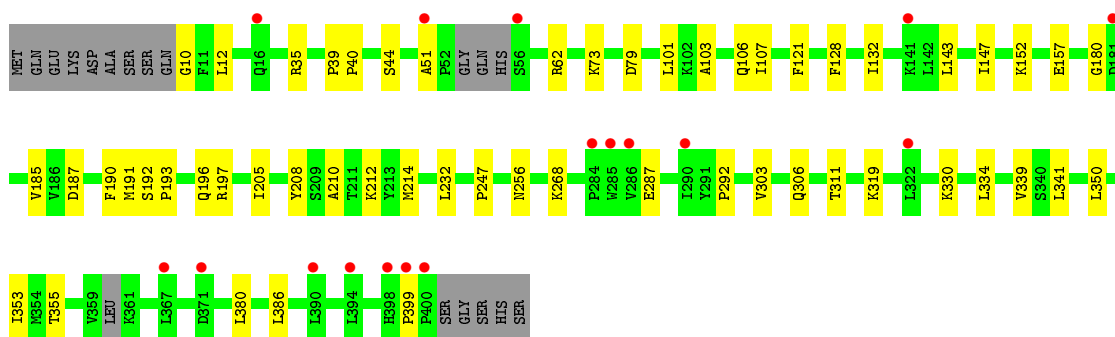 MET GLN GLU LYS ASP ALA SER SER GLN G10 F11 L12 Q16 R35 P39 P40 S44 A51 P52 GLY GLN HIS S56 R62 K73 D79 L101 K102 A103 Q106 I107 F121 F128 I132 K141 L142 L143 I147 K152 E157 G180 D181
V185 V186 D187 F190 M191 S192 P193 Q196 R197 I205 Y208 S209 A210 T211 K212 Y213 M214 L232 P247 N256 K268 P284 W285 V286 E287 I290 Y291 P292 V303 Q306 T311 K319 L322 K330 L334 V339 S340 L341 L350
I353 M354 T355 V359 LEU K361 L367 D371 L380 L386 L390 L394 H398 P399 P400 SER GLY SER HIS SER